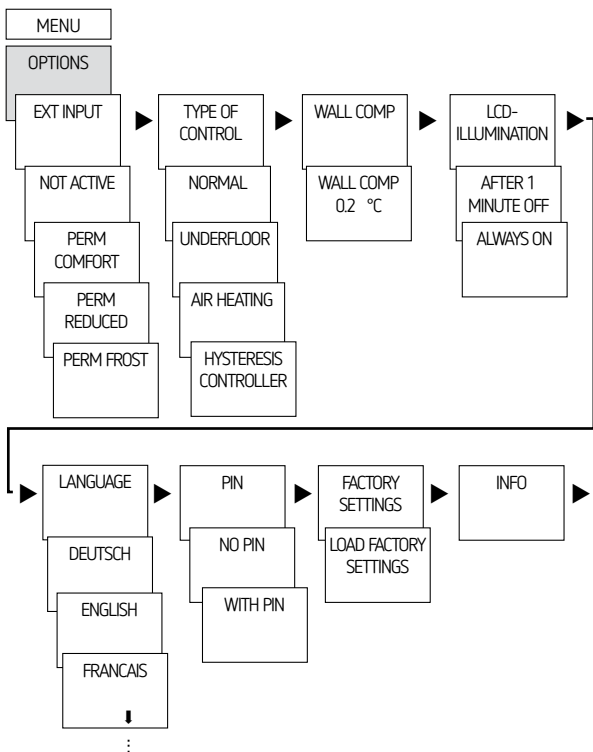 MENU
OPTIONS
EXT INPUT
NOT ACTIVE
PERM
COMFORT
PERM
REDUCED
PERM FROST
TYPE OF
CONTROL
NORMAL
UNDERFLOOR
AIR HEATING
HYSTERESIS
CONTROLLER
WALL COMP
WALL COMP
0.2 °C
LCD-
ILLUMINATION
AFTER 1
MINUTE OFF
ALWAYS ON
LANGUAGE
DEUTSCH
ENGLISH
FRANCAIS
PIN
NO PIN
WITH PIN
FACTORY
SETTINGS
LOAD FACTORY
SETTINGS
INFO